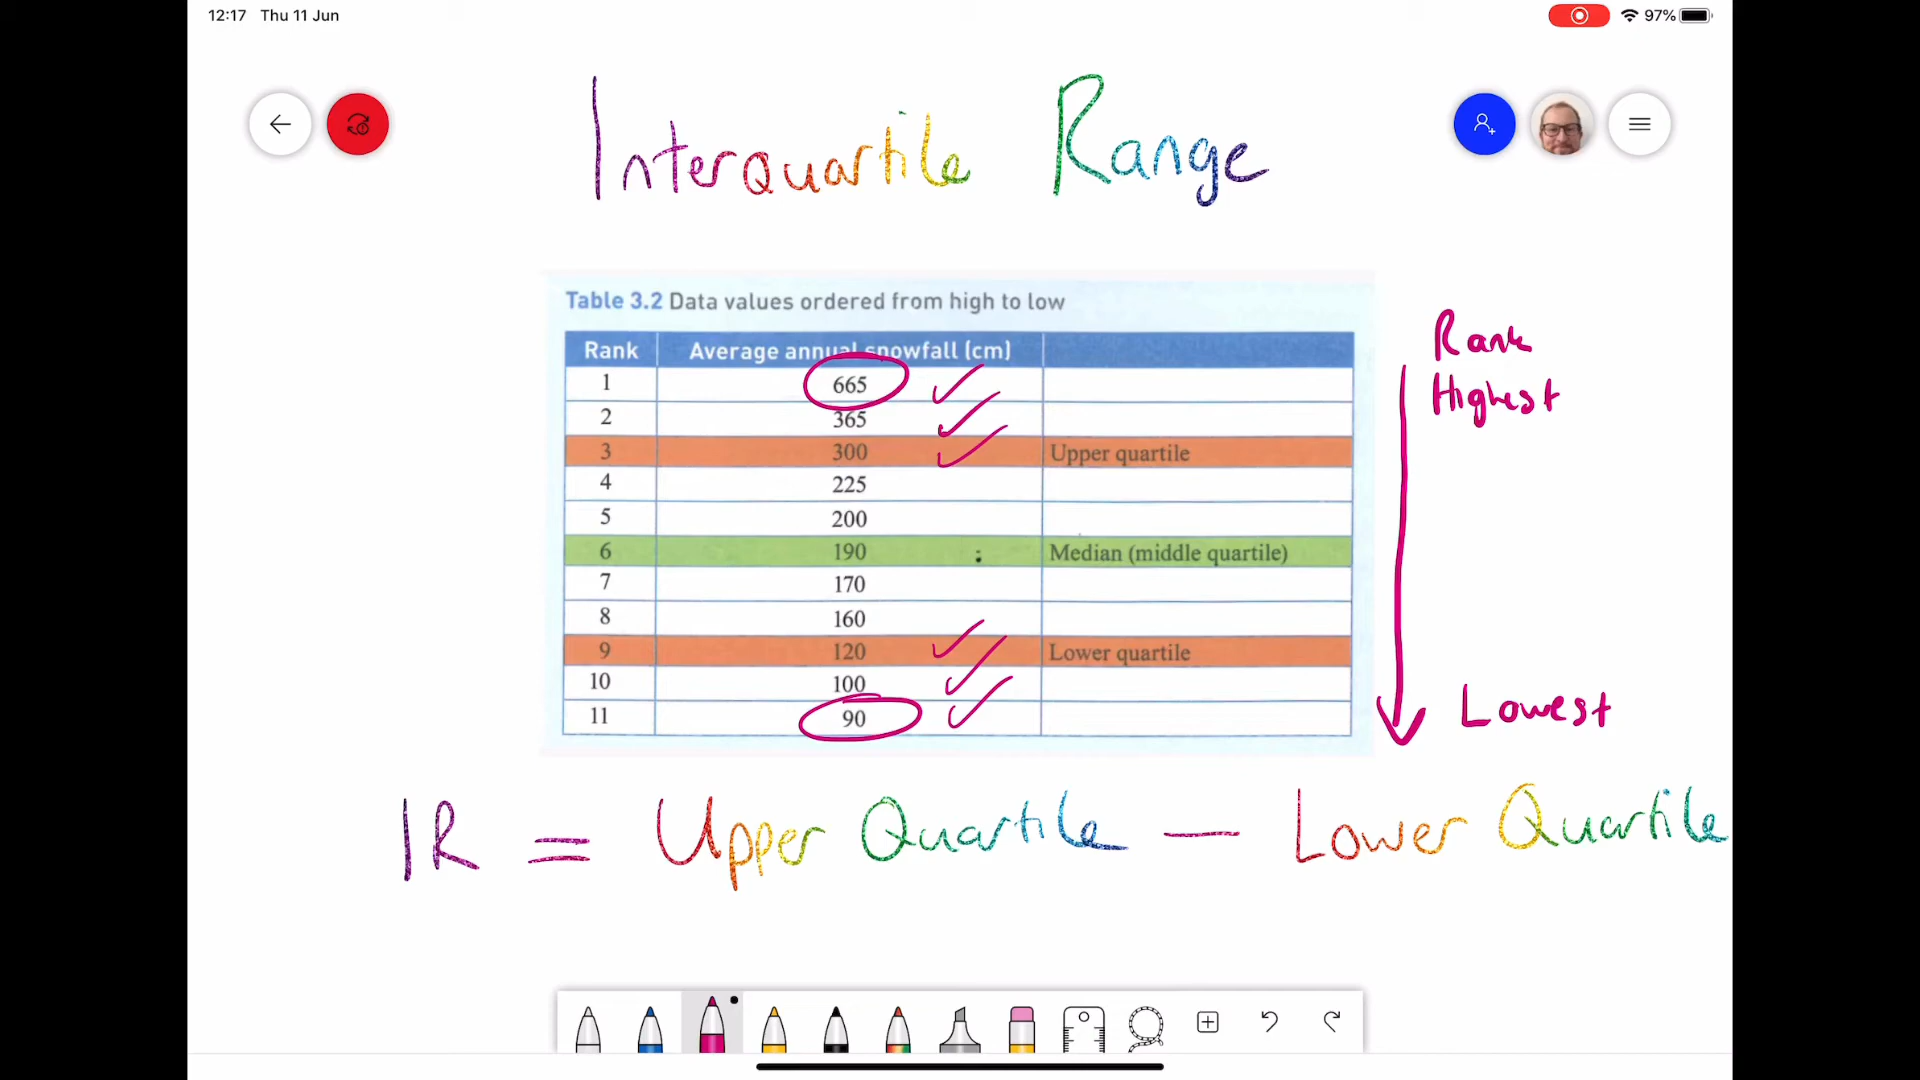 12:17 Thu 11 Jun
97%
Interquartile Range
Table 3.2 Data values ordered from high to low
Rank Average annual snowfall (cm)
1 665
2 365
3 300 Upper quartile
4 225
5 200
6 190 Median (middle quartile)
7 170
8 160
9 120 Lower quartile
10 100
11 90
Rank
Highest
Lowest
IR = Upper Quartile — Lower Quartile